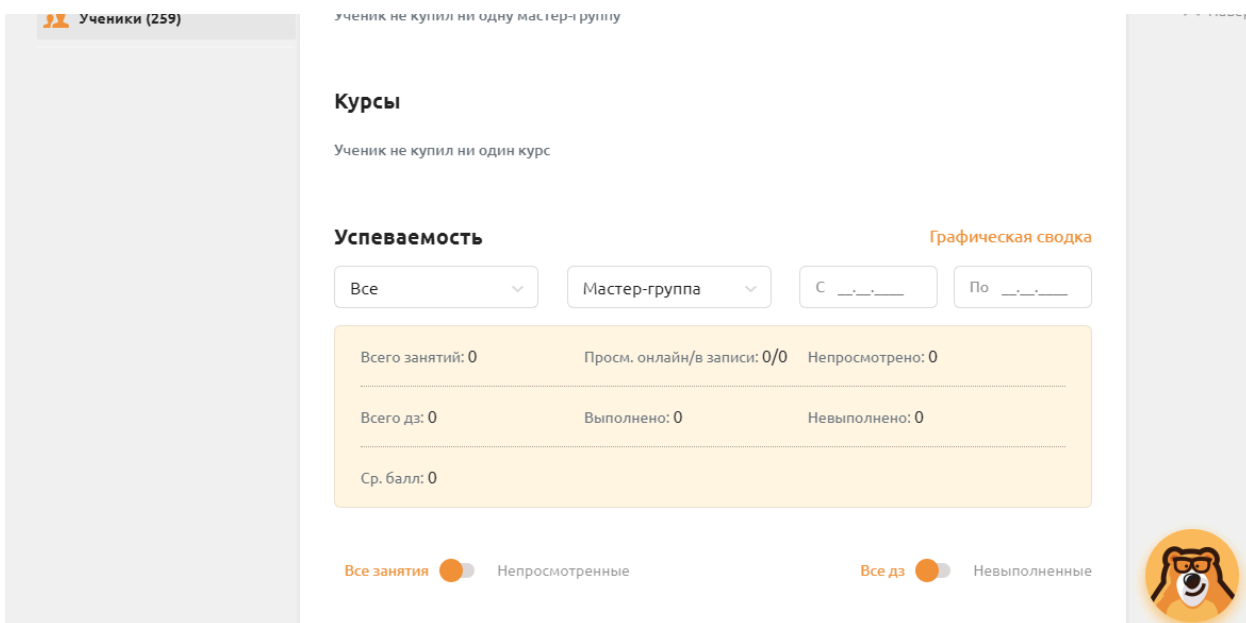 Ученики (259)
Ученик не купил ни одну мастер-группу
Курсы
Ученик не купил ни один курс
Успеваемость
Графическая сводка
Все
Мастер-группа
С __.__.____
По __.__.____
Всего занятий: 0 Просм. онлайн/в записи: 0/0 Непросмотрено: 0
Всего дз: 0 Выполнено: 0 Невыполнено: 0
Ср. балл: 0
Все занятия Непросмотренные
Все дз Невыполненные